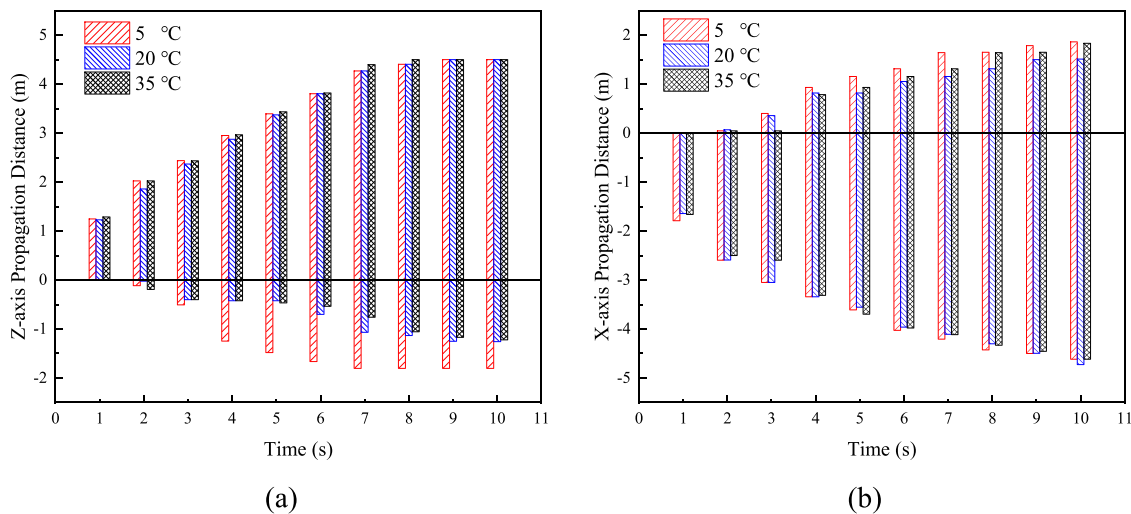 5 ℃
20 ℃
35 ℃
Z-axis Propagation Distance (m)
5
4
3
2
1
0
-1
-2
0 1 2 3 4 5 6 7 8 9 10 11
Time (s)
(a)
5 ℃
20 ℃
35 ℃
X-axis Propagation Distance (m)
2
1
0
-1
-2
-3
-4
-5
0 1 2 3 4 5 6 7 8 9 10 11
Time (s)
(b)